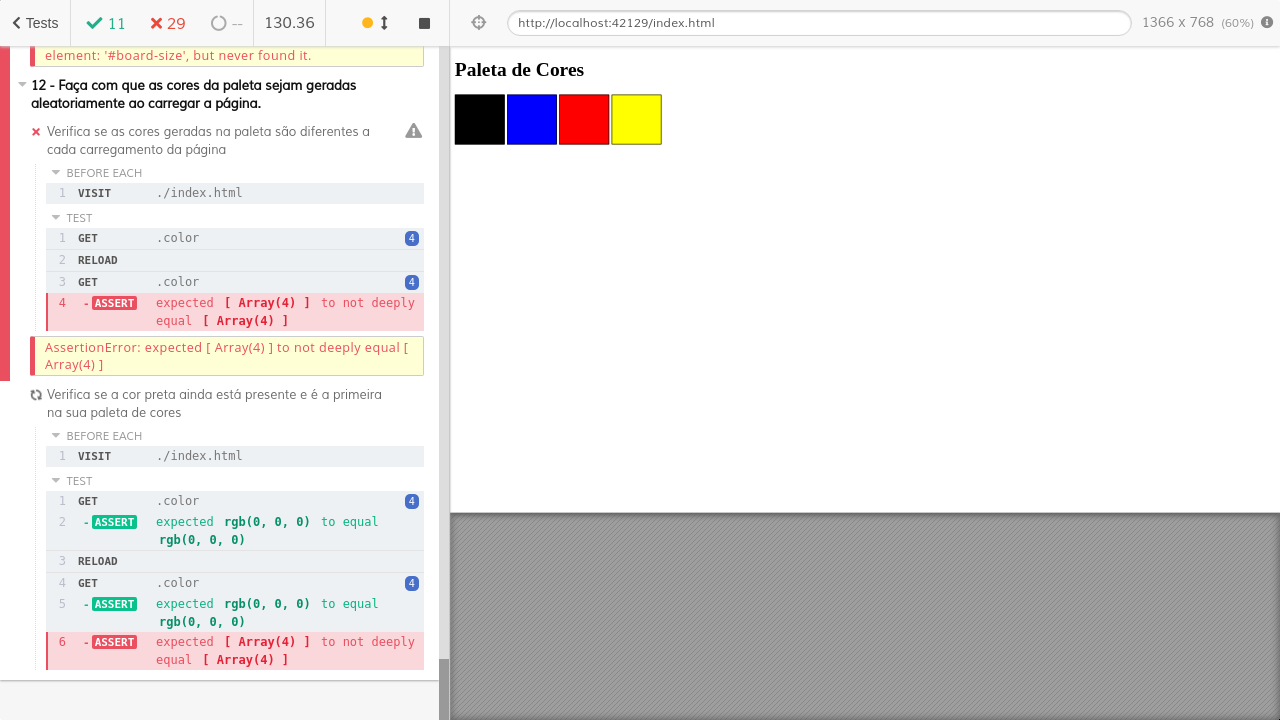 Tests
11
29
--
130.36
http://localhost:42129/index.html
1366 x 768 (60%)
element: '#board-size', but never found it.
12 - Faça com que as cores da paleta sejam geradas
aleatoriamente ao carregar a página.
Verifica se as cores geradas na paleta são diferentes a
cada carregamento da página
BEFORE EACH
1 VISIT ./index.html
TEST
1 GET .color 4
2 RELOAD
3 GET .color 4
4 -ASSERT expected [ Array(4) ] to not deeply
equal [ Array(4) ]
AssertionError: expected [ Array(4) ] to not deeply equal [
Array(4) ]
Verifica se a cor preta ainda está presente e é a primeira
na sua paleta de cores
BEFORE EACH
1 VISIT ./index.html
TEST
1 GET .color 4
2 -ASSERT expected rgb(0, 0, 0) to equal
rgb(0, 0, 0)
3 RELOAD
4 GET .color 4
5 -ASSERT expected rgb(0, 0, 0) to equal
rgb(0, 0, 0)
6 -ASSERT expected [ Array(4) ] to not deeply
equal [ Array(4) ]
Paleta de Cores